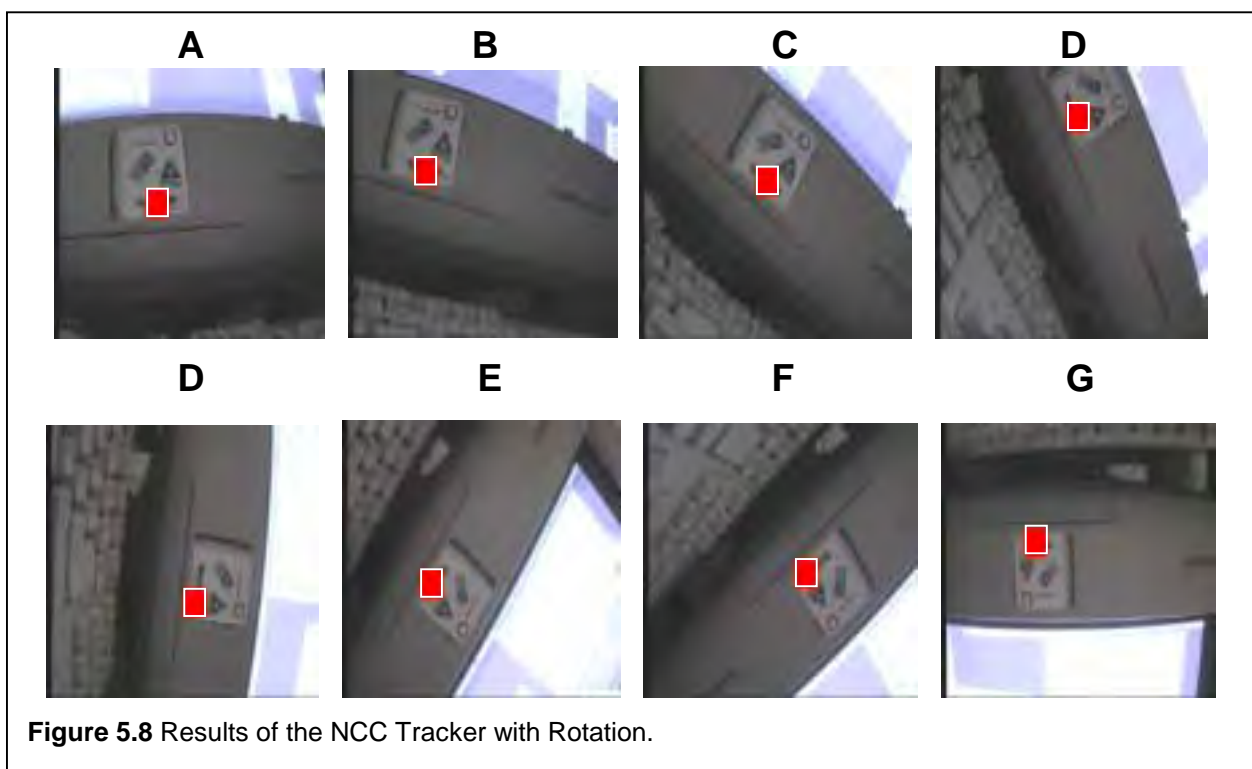 A B C D
D E F G
Figure 5.8 Results of the NCC Tracker with Rotation.